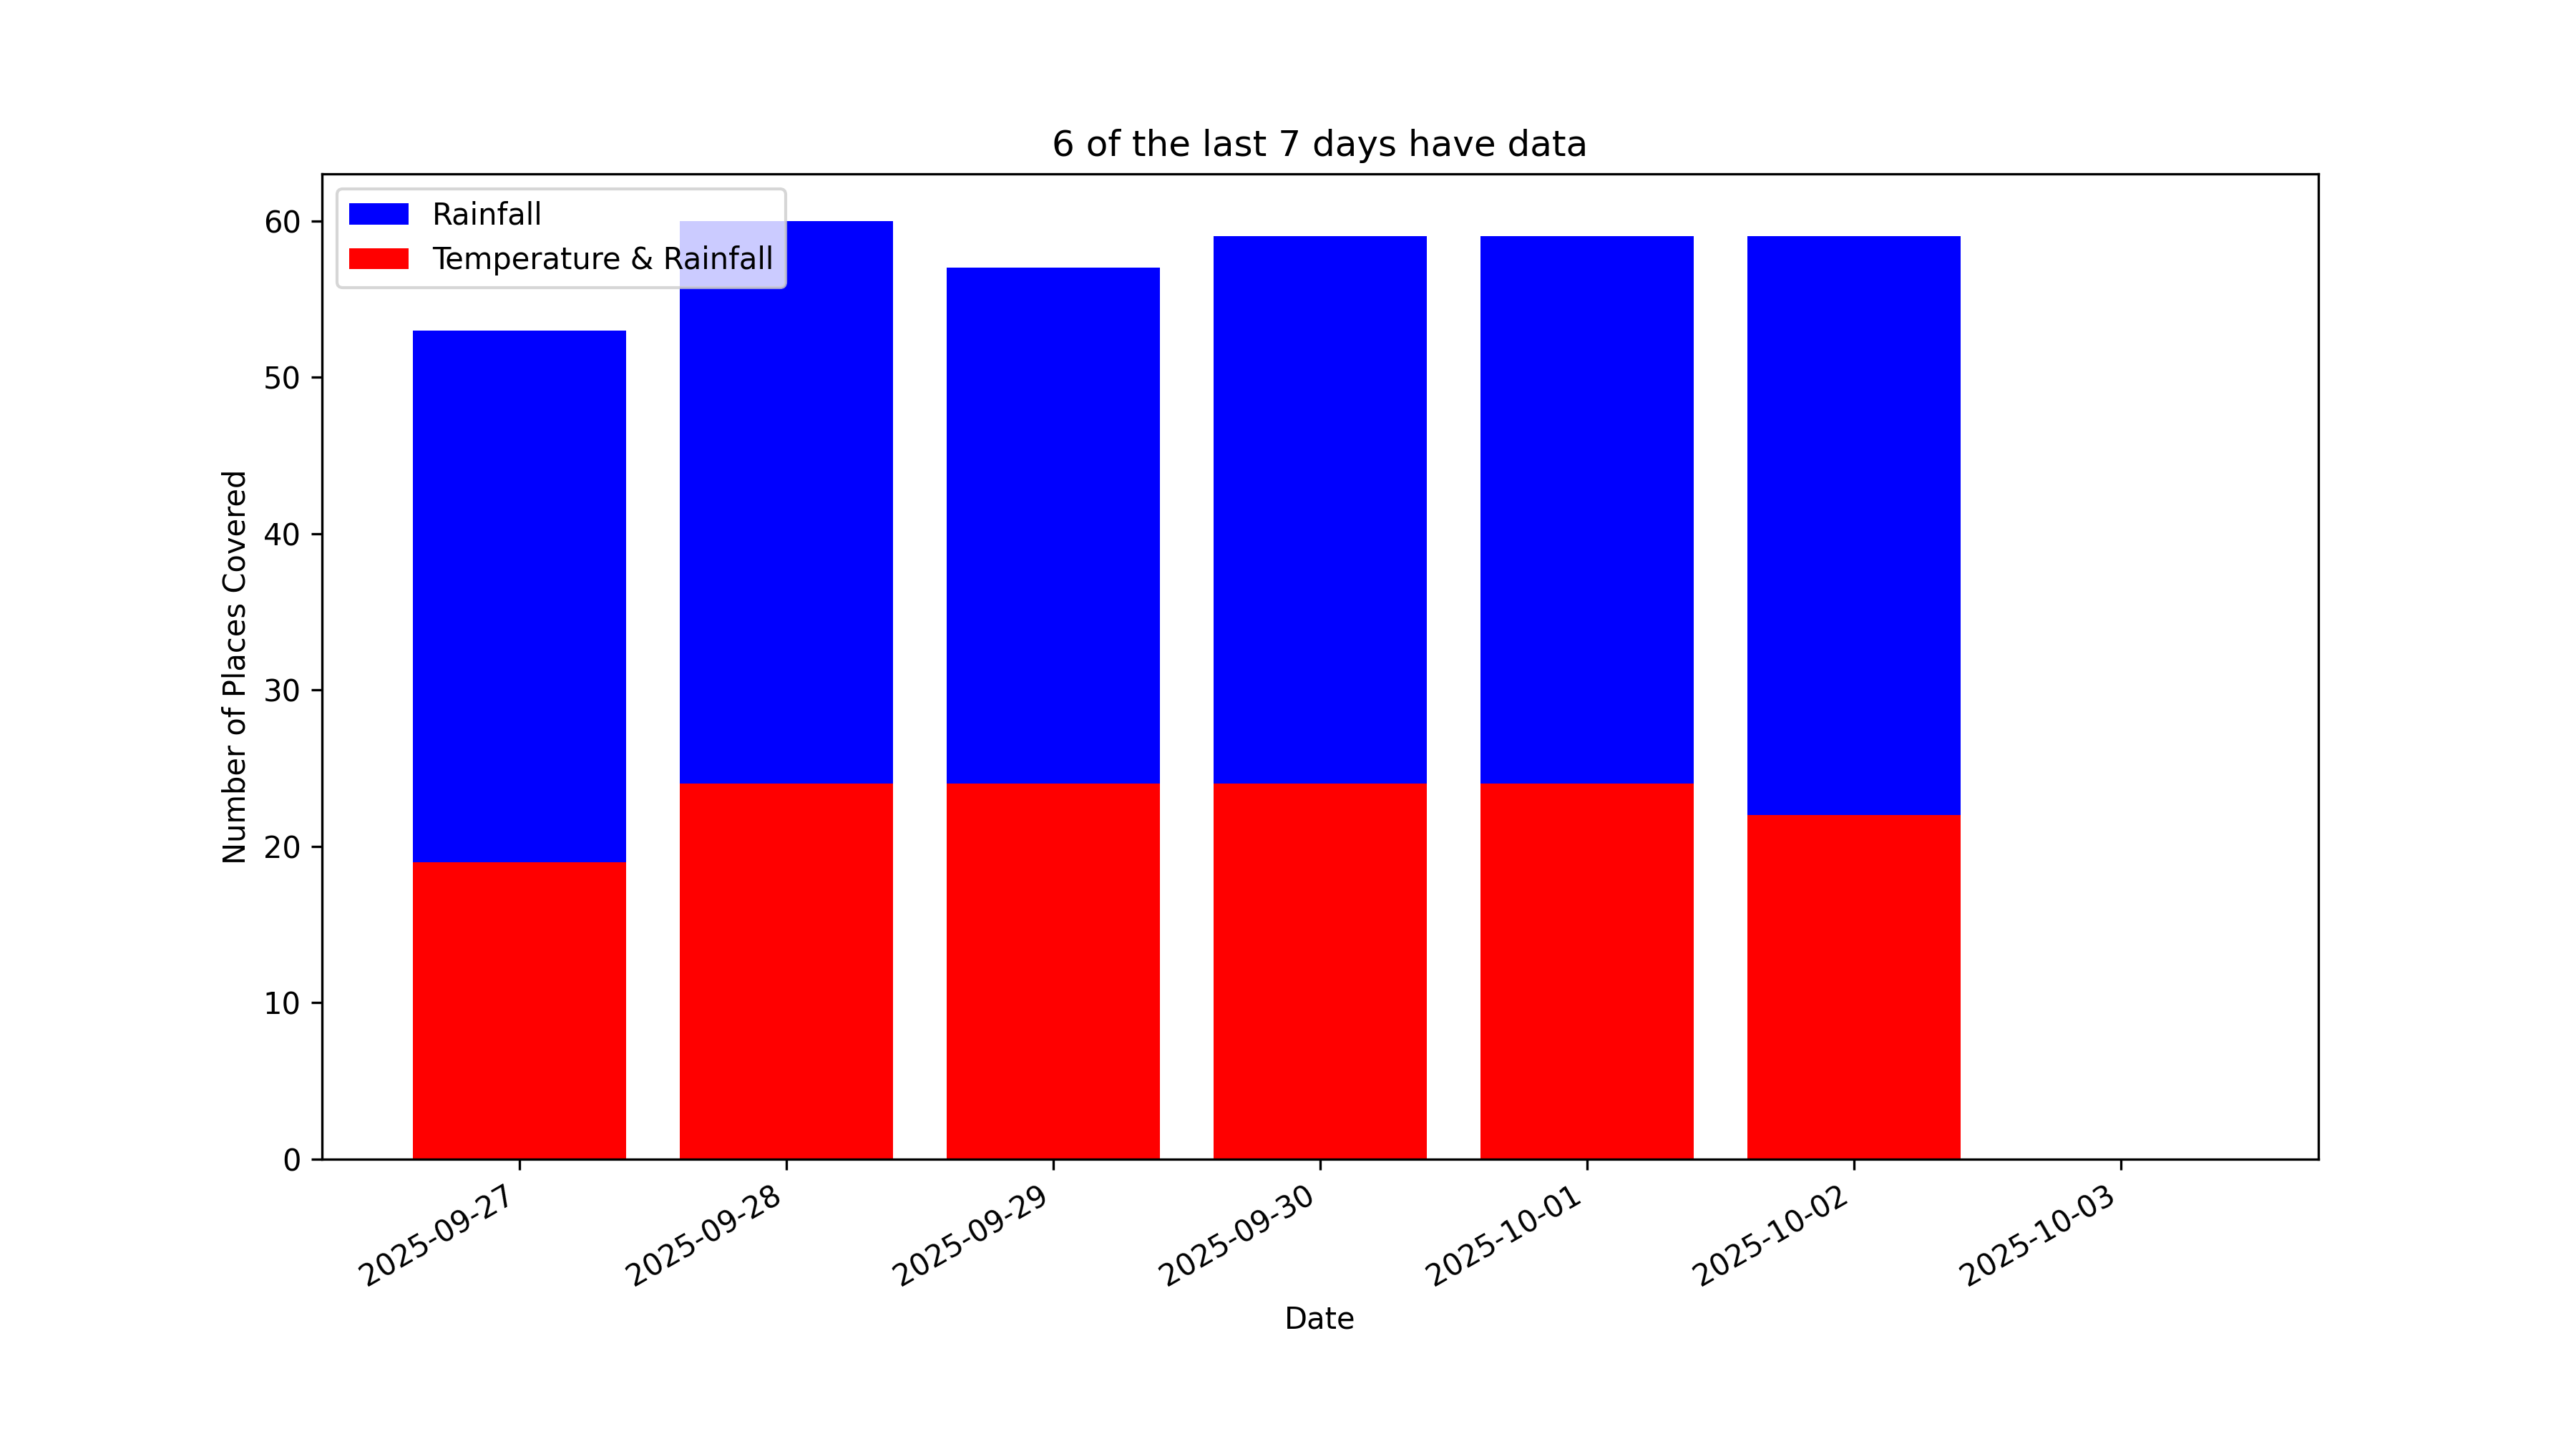 6 of the last 7 days have data
Rainfall
Temperature & Rainfall
Number of Places Covered
60
50
40
30
20
10
0
2025-09-27
2025-09-28
2025-09-29
2025-09-30
2025-10-01
2025-10-02
2025-10-03
Date